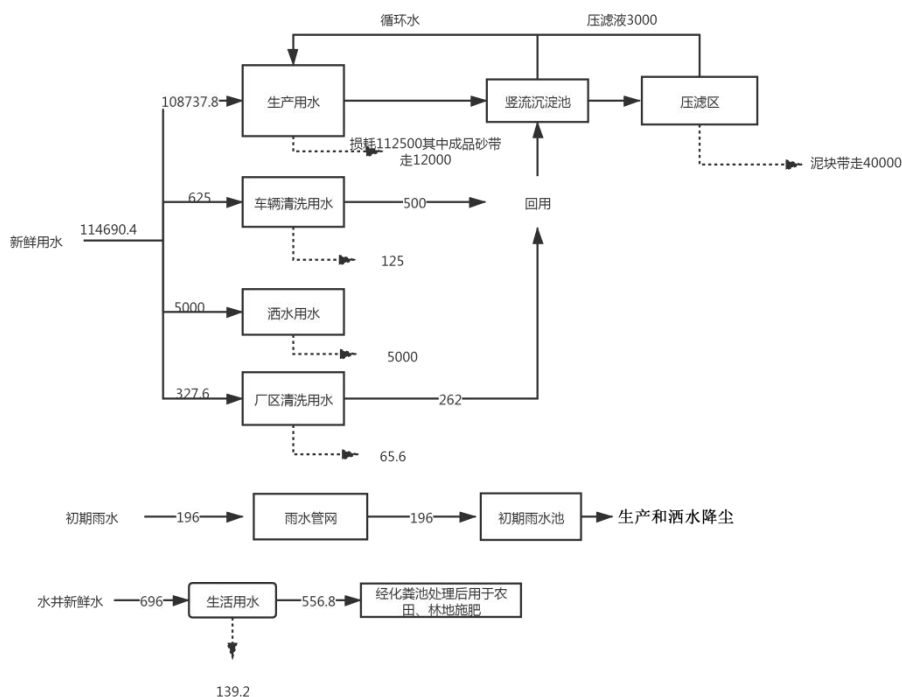 循环水
压滤液3000
108737.8
生产用水
竖流沉淀池
压滤区
损耗112500其中成品砂带
走12000
泥块带走40000
625
车辆清洗用水
500
回用
114690.4
新鲜用水
125
5000
洒水用水
5000
327.6
厂区清洗用水
262
65.6
初期雨水
196
雨水管网
196
初期雨水池
生产和洒水降尘
水井新鲜水
696
生活用水
556.8
经化粪池处理后用于农
田、林地施肥
139.2